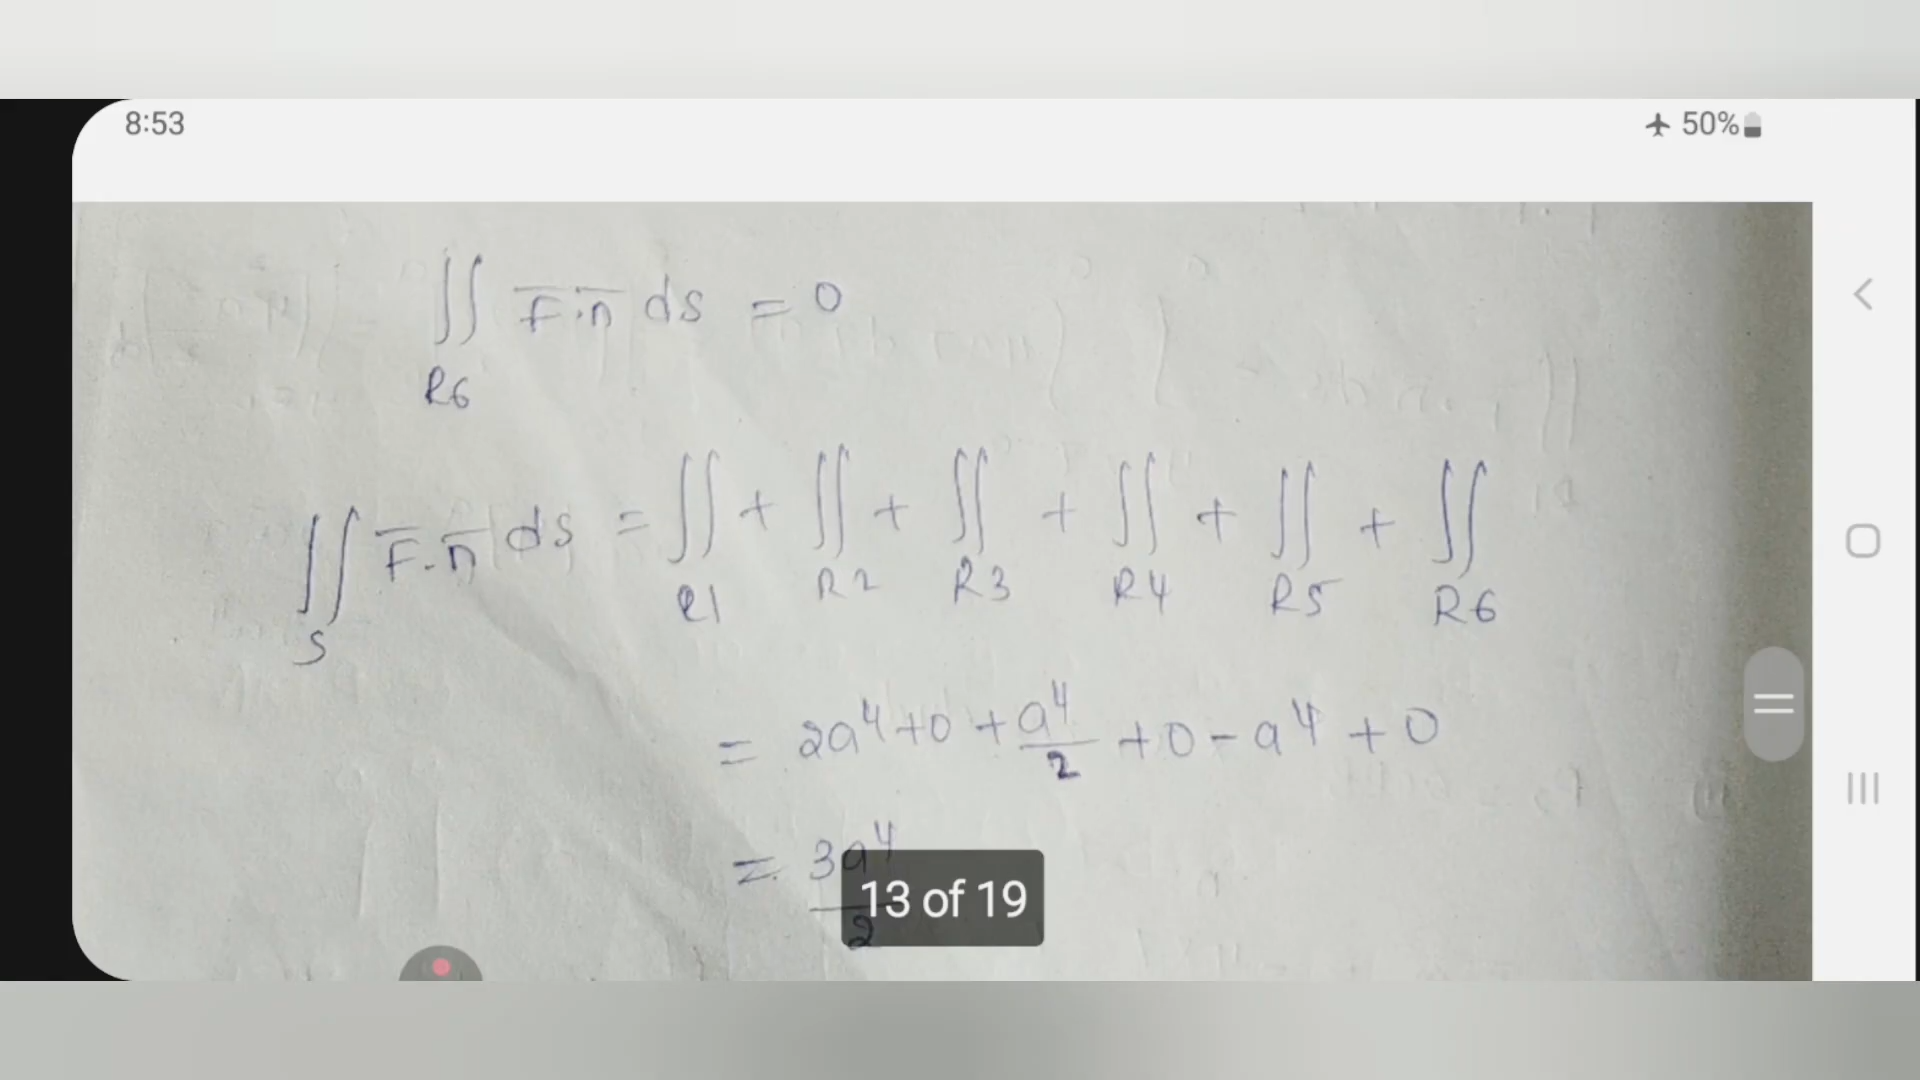 8:53
50%
∬ F̅.n̅ ds = 0
R6
∬ F̅.n̅ ds = ∬ + ∬ + ∬ + ∬ + ∬ + ∬
S R1 R2 R3 R4 R5 R6
= 2a⁴+0 + a⁴/2 + 0 - a⁴ + 0
= 3a⁴/2
13 of 19